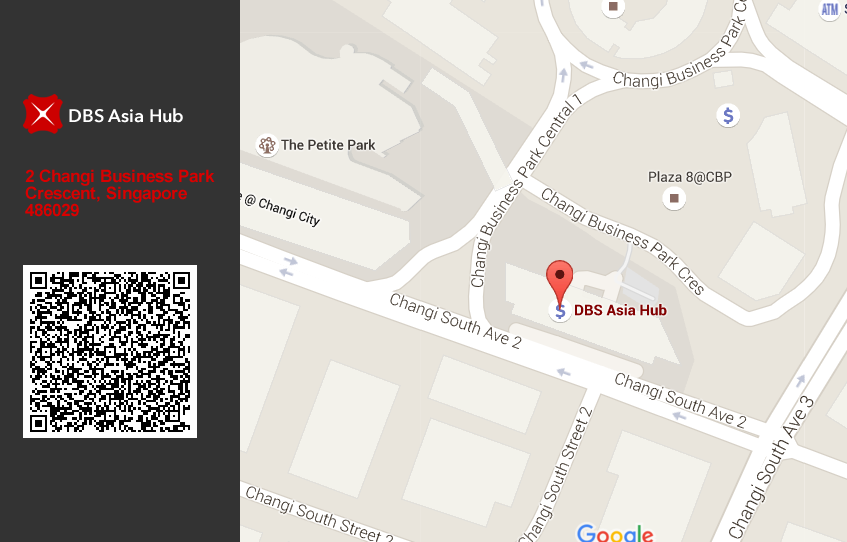 DBS Asia Hub
2 Changi Business Park
Crescent, Singapore
486029
ATM
S
Changi Business Park Ce
Changi Business Park Central 1
The Petite Park
Plaza 8@CBP
e @ Changi City
Changi Business Park Cres
DBS Asia Hub
Changi South Ave 2
Changi South Ave 2
Changi South Ave 3
Changi South Street 2
Changi South Street 2
Google